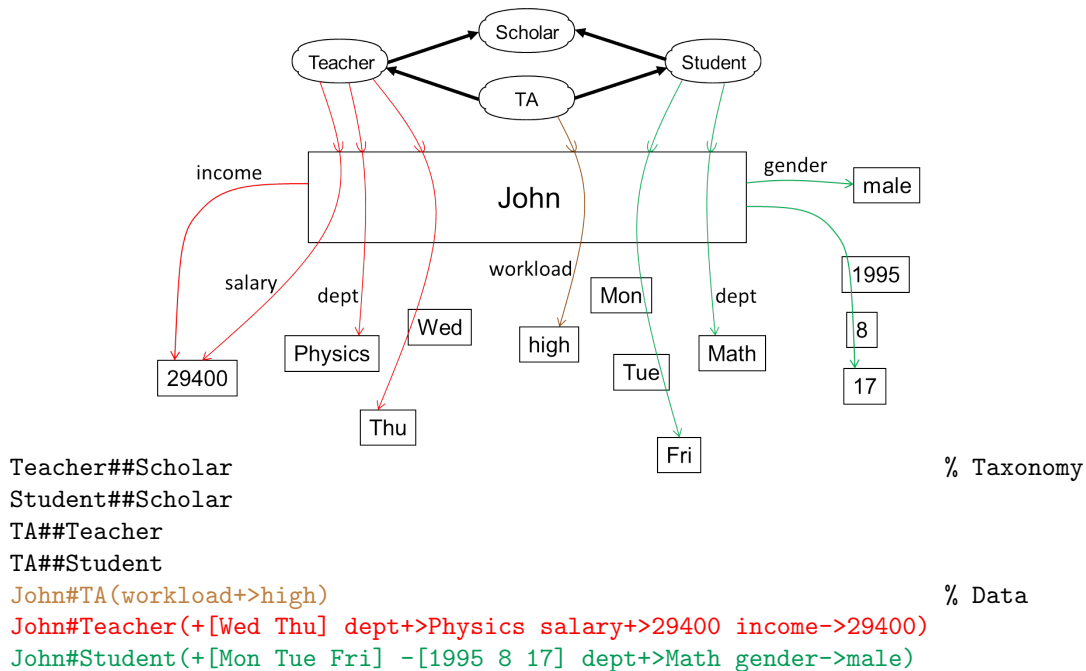 Scholar
Teacher
Student
TA
income
gender
male
John
salary
dept
workload
dept
1995
Mon
Wed
Physics
high
Math
8
Tue
29400
17
Thu
Fri
Teacher##Scholar % Taxonomy
Student##Scholar
TA##Teacher
TA##Student
John#TA(workload+>high) % Data
John#Teacher(+[Wed Thu] dept+>Physics salary+>29400 income->29400)
John#Student(+[Mon Tue Fri] -[1995 8 17] dept+>Math gender->male)